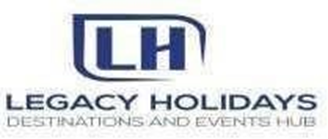 LH
LEGACY HOLIDAYS
DESTINATIONS AND EVENTS HUB